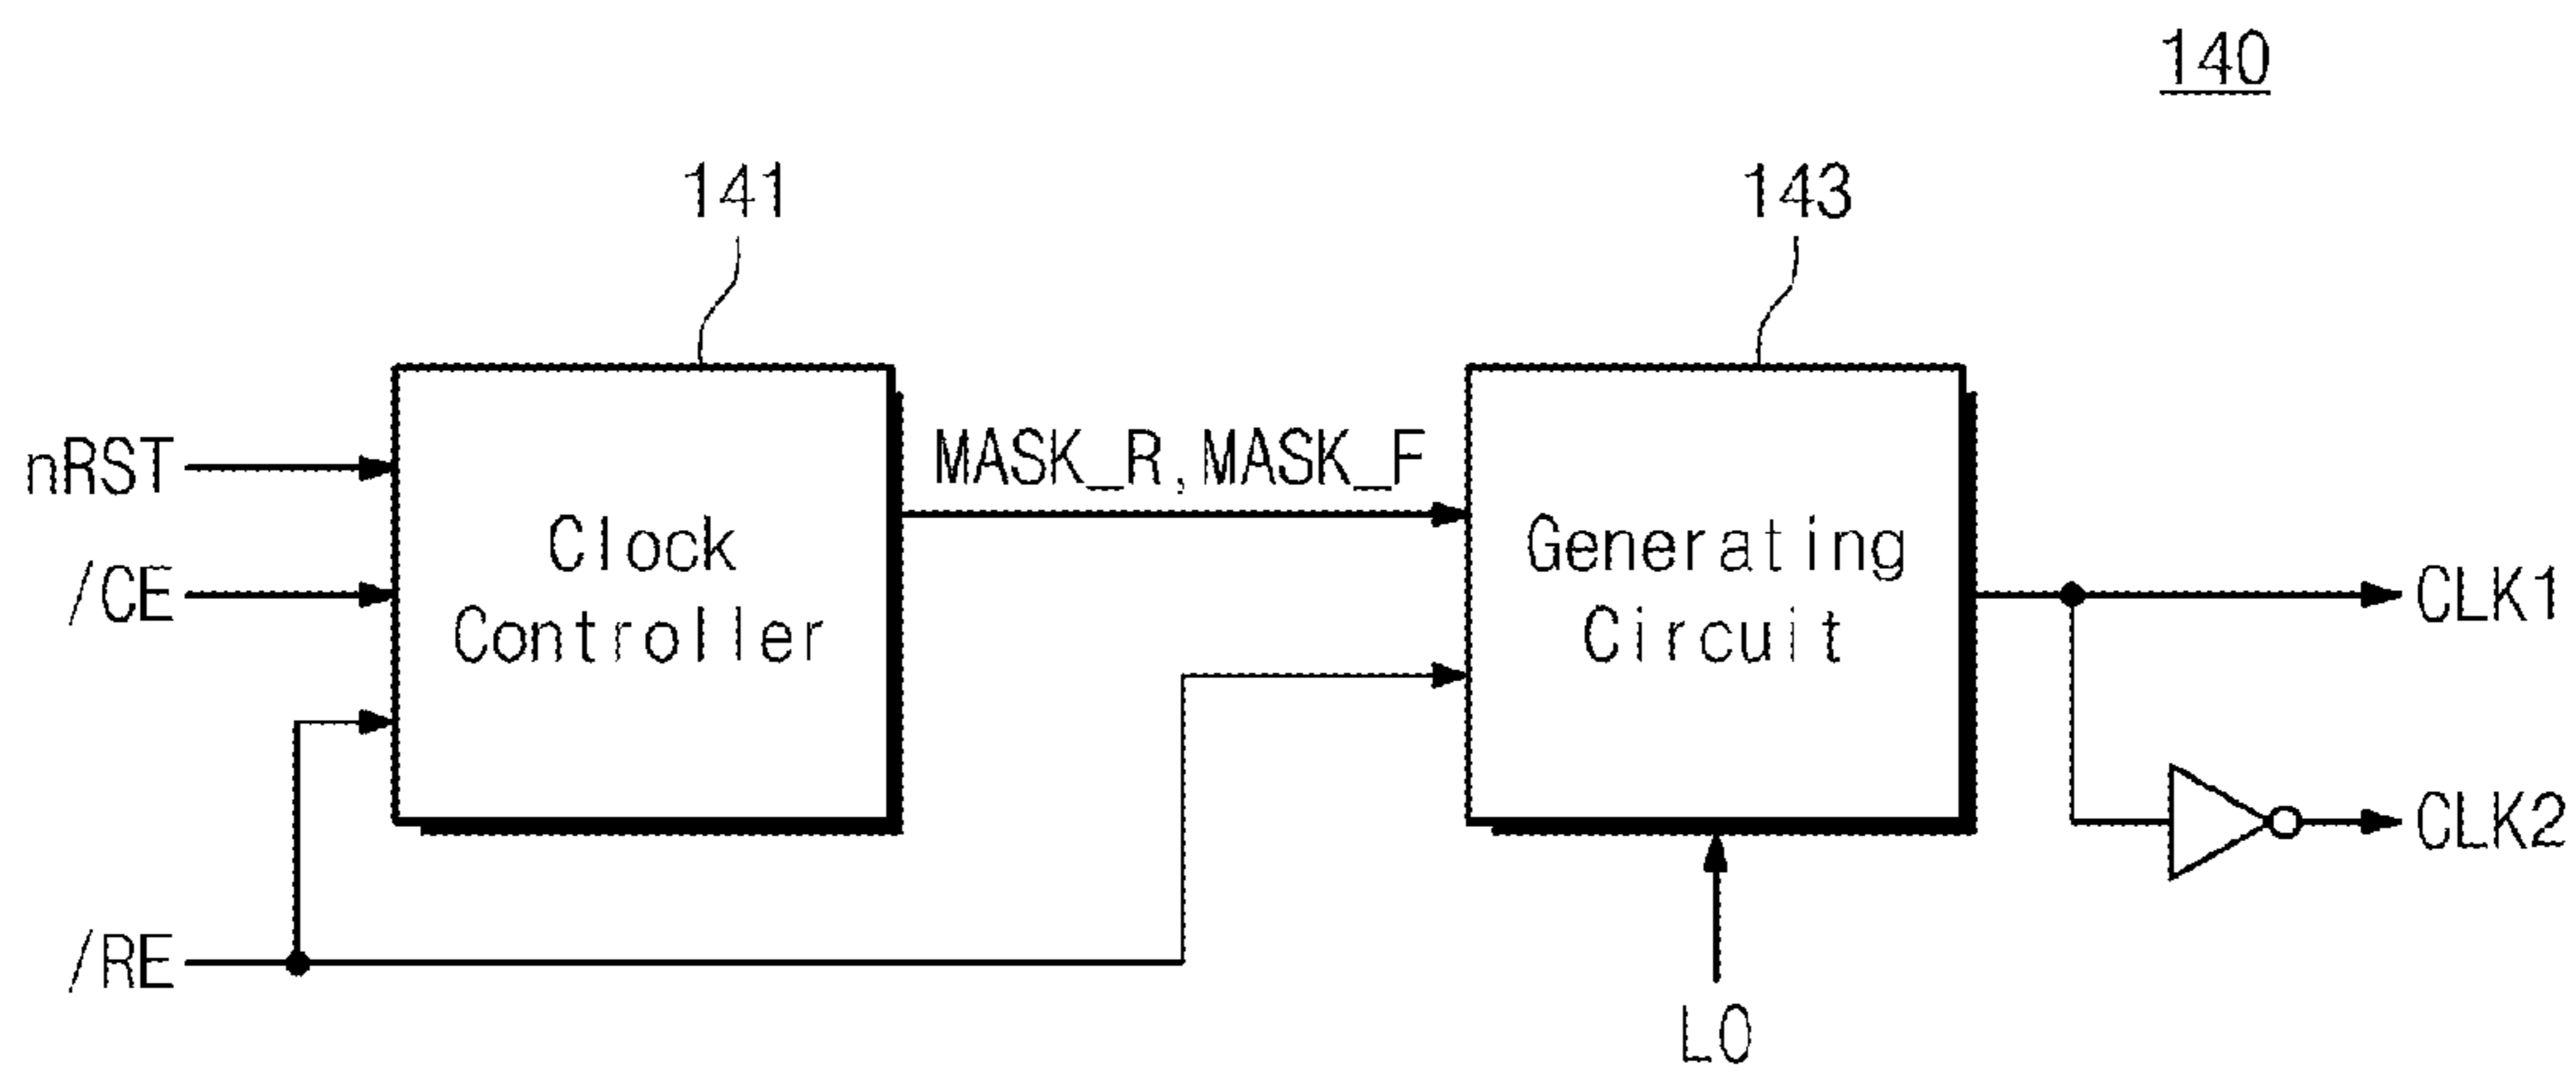 140
141
143
nRST
MASK_R, MASK_F
Clock
Controller
Generating
Circuit
/CE
CLK1
CLK2
/RE
LO